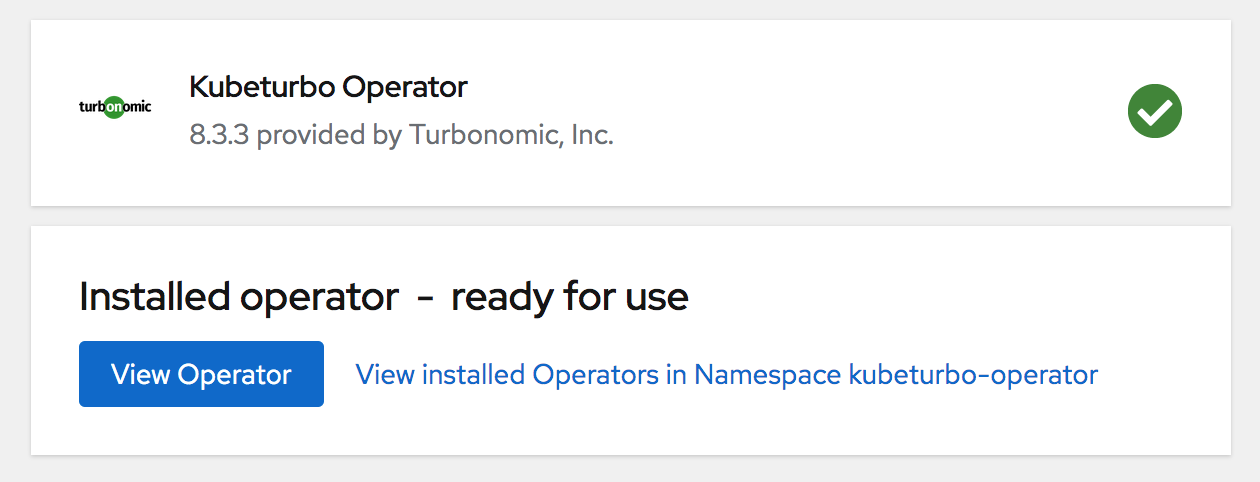 turbonomic
Kubeturbo Operator
8.3.3 provided by Turbonomic, Inc.
Installed operator - ready for use
View Operator
View installed Operators in Namespace kubeturbo-operator